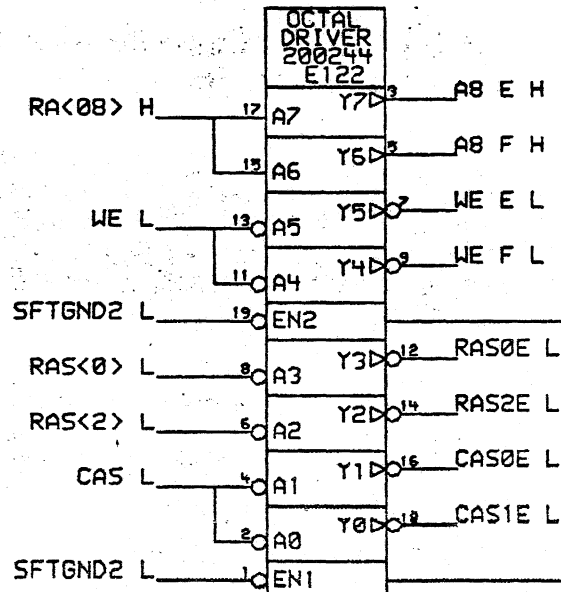 OCTAL
DRIVER
200244
E122
RA<08> H 17 A7 Y7 3 A8 E H
15 A6 Y6 5 A8 F H
WE L 13 A5 Y5 7 WE E L
11 A4 Y4 9 WE F L
SFTGND2 L 19 EN2
RAS<0> L 8 A3 Y3 12 RAS0E L
RAS<2> L 6 A2 Y2 14 RAS2E L
CAS L 4 A1 Y1 16 CAS0E L
2 A0 Y0 18 CAS1E L
SFTGND2 L 1 EN1